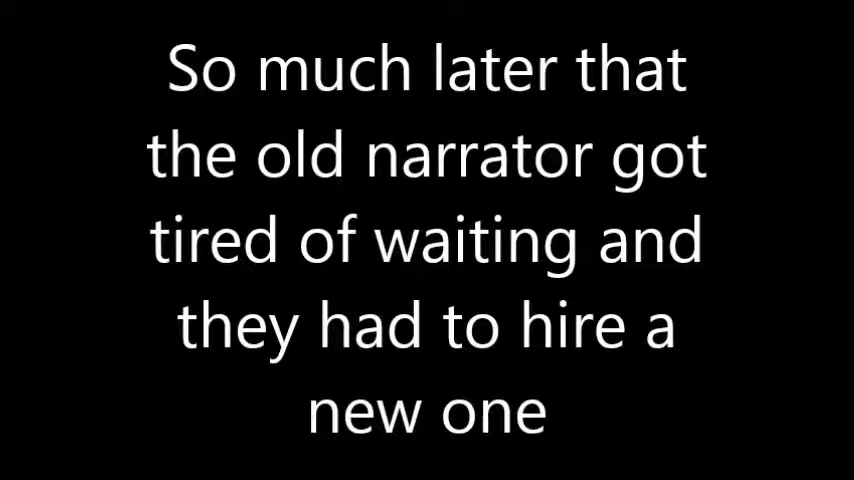 So much later that
the old narrator got
tired of waiting and
they had to hire a
new one